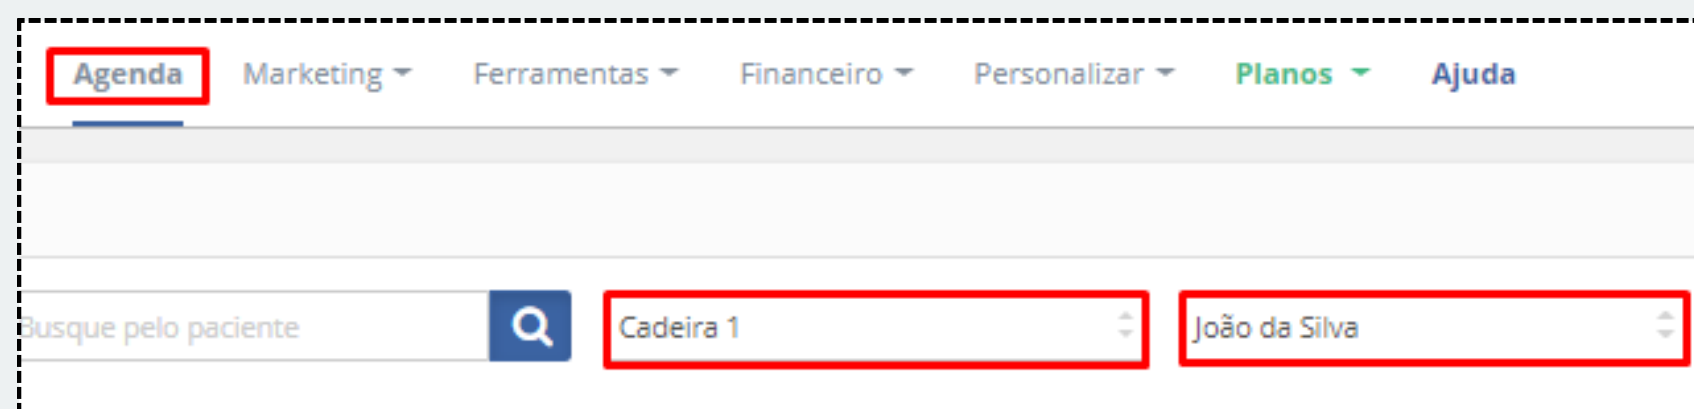 Agenda Marketing Ferramentas Financeiro Personalizar Planos Ajuda
Busque pelo paciente Cadeira 1 João da Silva